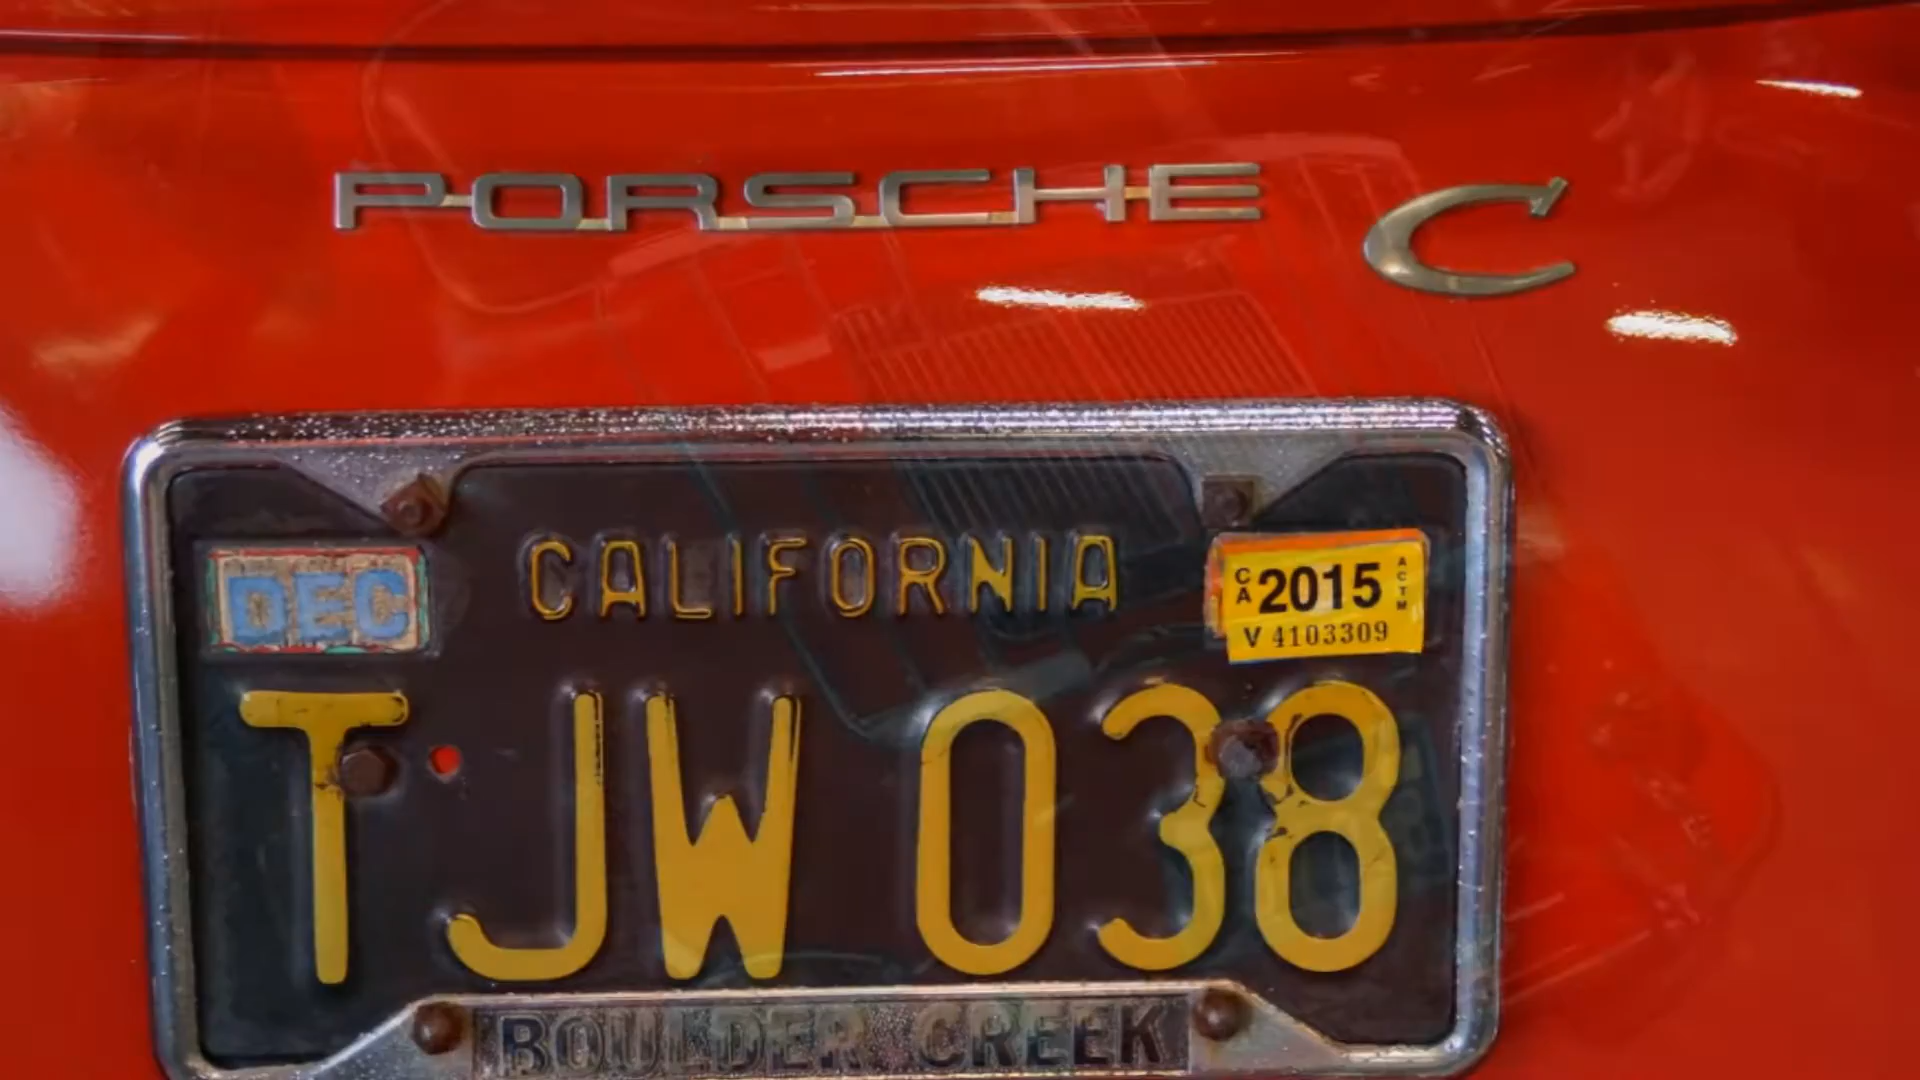 PORSCHE C
DEC
CALIFORNIA
CA 2015 ACTM
V 4103309
TJW 038
BOULDER CREEK